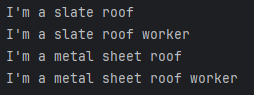 I'm a slate roof
I'm a slate roof worker
I'm a metal sheet roof
I'm a metal sheet roof worker